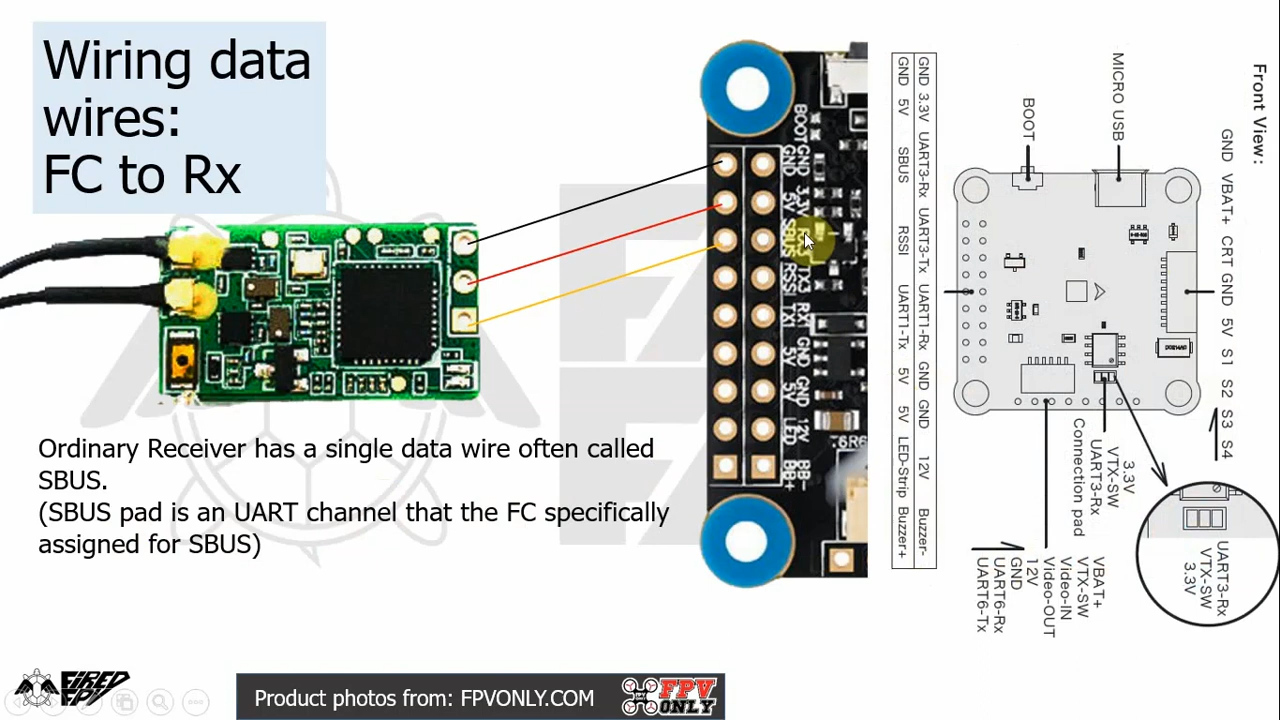 Wiring data
wires:
FC to Rx
Ordinary Receiver has a single data wire often called
SBUS.
(SBUS pad is an UART channel that the FC specifically
assigned for SBUS)
BOOT
GND 3.3V RX3 TX3 RX1 GND GND 12V BB-
GND 5V SBUS RSSI TX1 5V 5V LED BB+
GND 3.3V UART3-Rx UART3-Tx UART1-Rx GND GND 12V Buzzer-
GND 5V SBUS RSSI UART1-Tx 5V 5V LED-Strip Buzzer+
Front View:
MICRO USB
BOOT
GND VBAT+ CRT GND 5V S1 S2 S3 S4
3.3V
VTX-SW
UART3-Rx
Connection pad
VBAT+
VTX-SW
Video-IN
Video-OUT
12V
GND
UART6-Rx
UART6-Tx
UART3-Rx
VTX-SW
3.3V
FiRED
FPV
Product photos from: FPVONLY.COM
FPV
ONLY